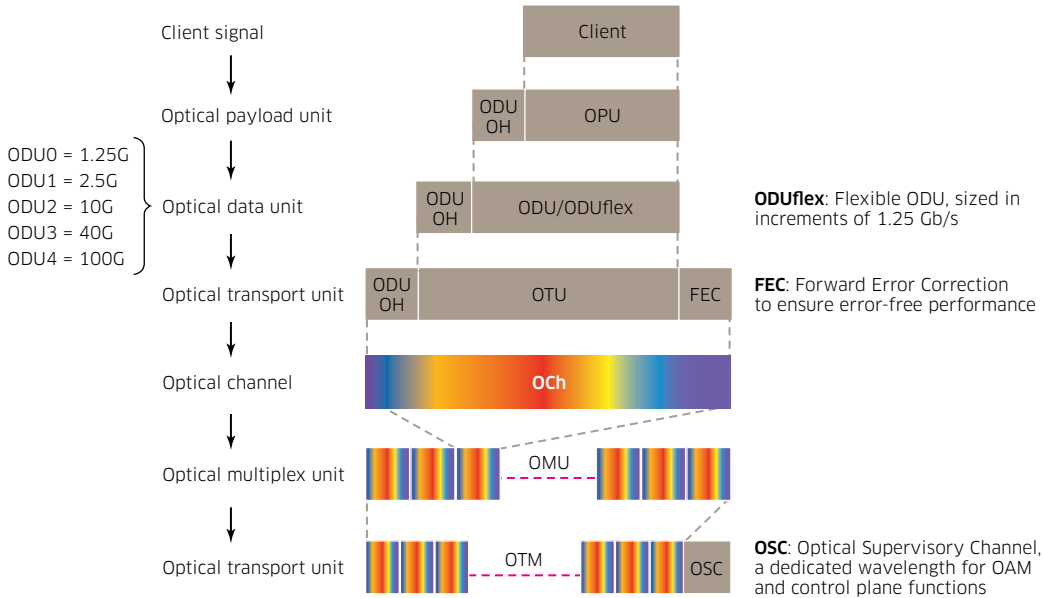 Client signal
Client
Optical payload unit
ODU
OH
OPU
ODU0 = 1.25G
ODU1 = 2.5G
ODU2 = 10G
ODU3 = 40G
ODU4 = 100G
Optical data unit
ODU
OH
ODU/ODUflex
ODUflex: Flexible ODU, sized in
increments of 1.25 Gb/s
Optical transport unit
ODU
OH
OTU
FEC
FEC: Forward Error Correction
to ensure error-free performance
Optical channel
OCh
Optical multiplex unit
OMU
Optical transport unit
OTM
OSC
OSC: Optical Supervisory Channel,
a dedicated wavelength for OAM
and control plane functions